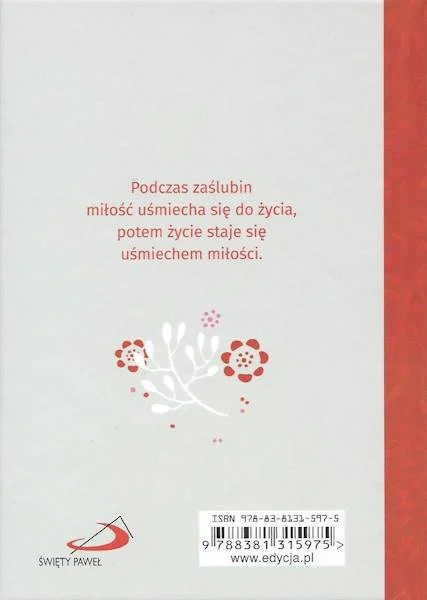 Podczas zaślubin
miłość uśmiecha się do życia,
potem życie staje się
uśmiechem miłości.
ISBN 978-83-8131-597-5
9 788381 315975 >
www.edycja.pl
ŚWIĘTY PAWEŁ